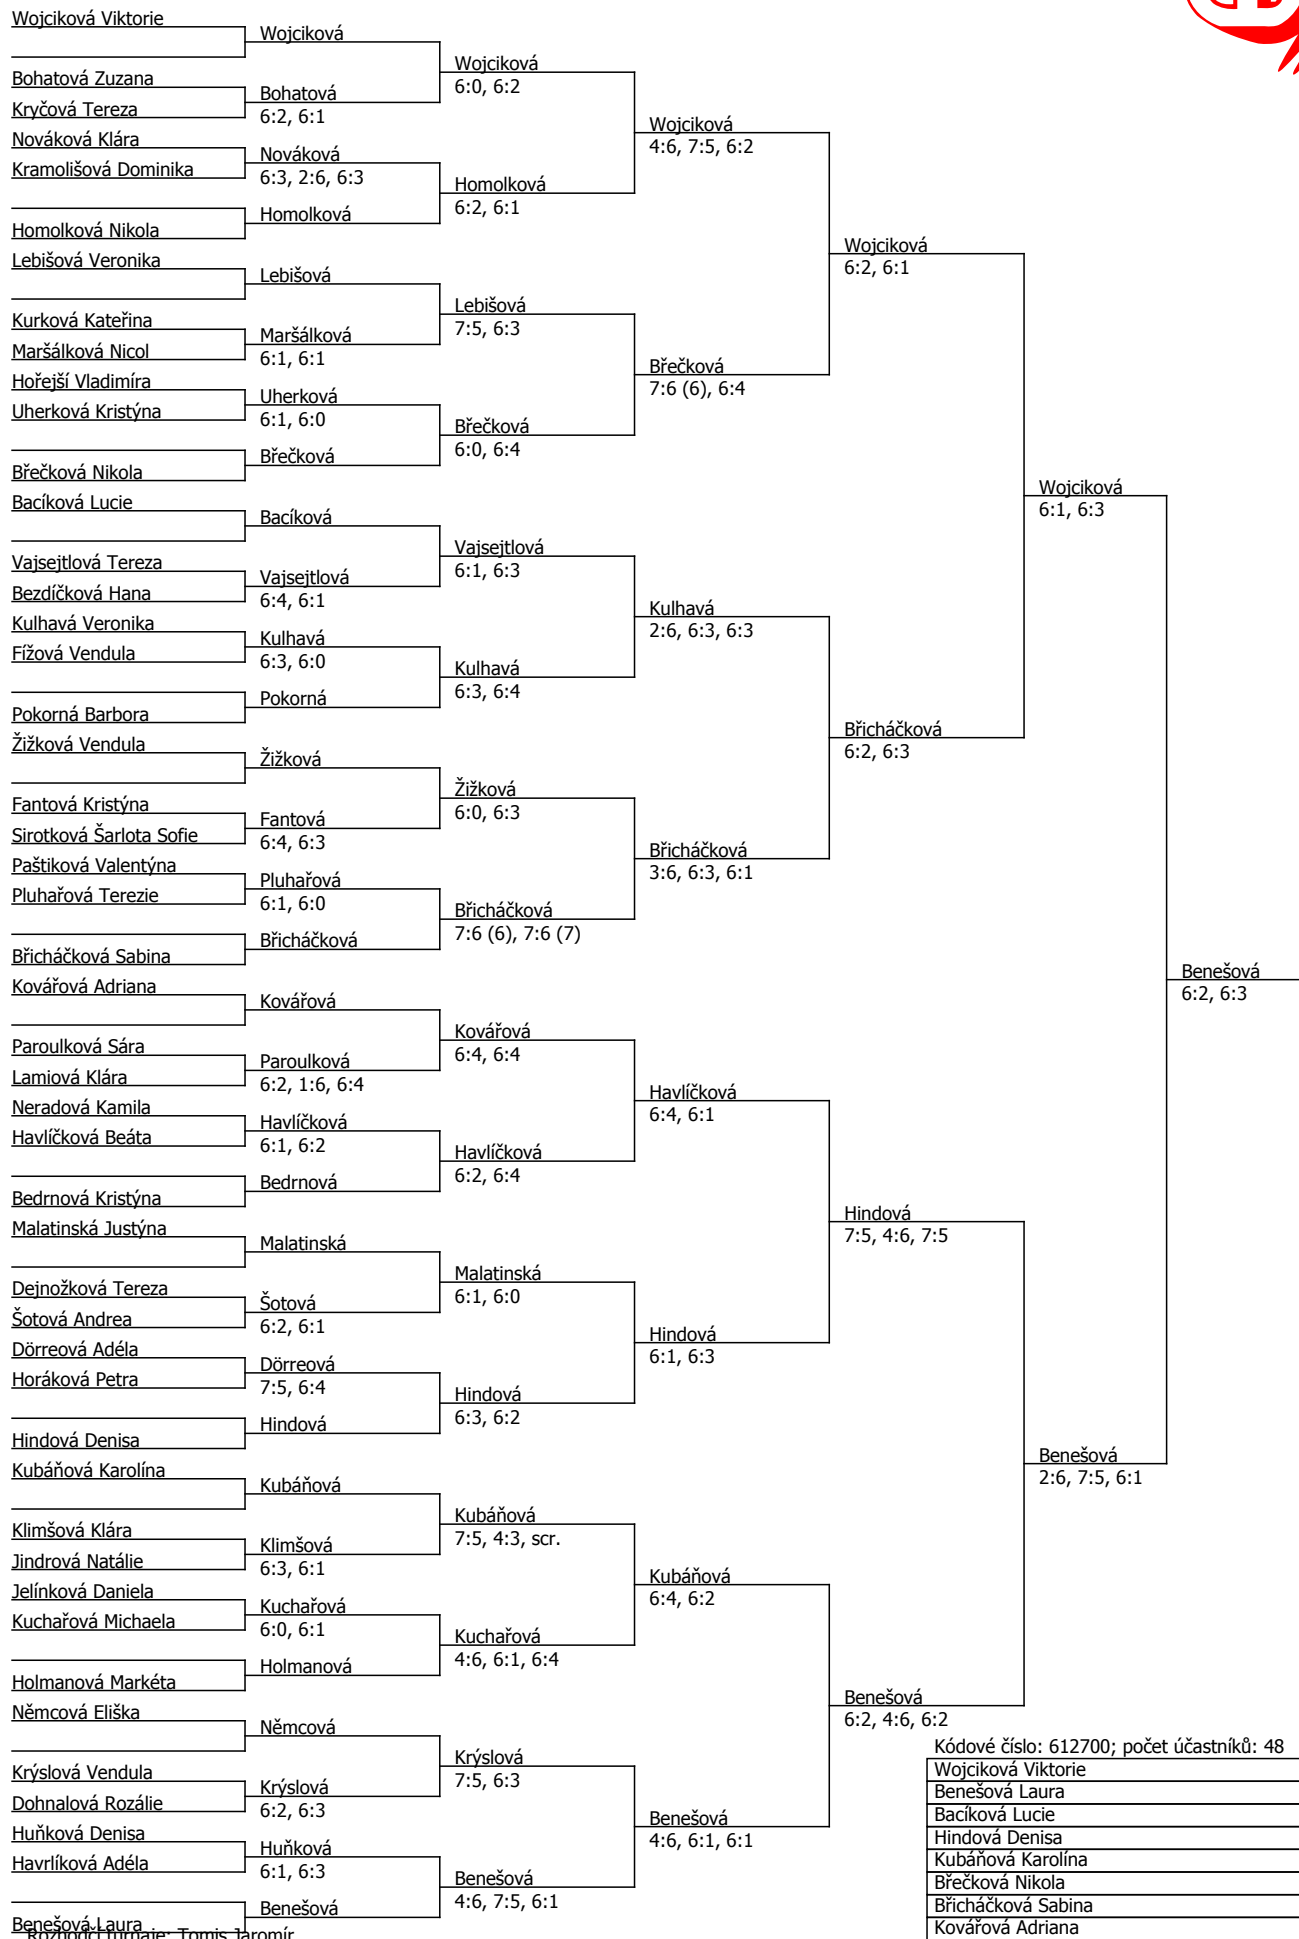 Wojciková Viktorie
Bohatová Zuzana
Kryčová Tereza
Nováková Klára
Kramolišová Dominika
Homolková Nikola
Lebišová Veronika
Kurková Kateřina
Maršálková Nicol
Hořejší Vladimíra
Uherková Kristýna
Břečková Nikola
Bacíková Lucie
Vajsejtlová Tereza
Bezdíčková Hana
Kulhavá Veronika
Fížová Vendula
Pokorná Barbora
Žižková Vendula
Fantová Kristýna
Sirotková Šarlota Sofie
Paštiková Valentýna
Pluhařová Terezie
Břicháčková Sabina
Kovářová Adriana
Paroulková Sára
Lamiová Klára
Neradová Kamila
Havlíčková Beáta
Bedrnová Kristýna
Malatinská Justýna
Dejnožková Tereza
Šotová Andrea
Dörreová Adéla
Horáková Petra
Hindová Denisa
Kubáňová Karolína
Klimšová Klára
Jindrová Natálie
Jelínková Daniela
Kuchařová Michaela
Holmanová Markéta
Němcová Eliška
Krýslová Vendula
Dohnalová Rozálie
Huňková Denisa
Havrlíková Adéla
Benešová Laura
Rozhodčí turnaje: Tomis Jaromír
Wojciková
Bohatová
6:2, 6:1
Nováková
6:3, 2:6, 6:3
Homolková
Lebišová
Maršálková
6:1, 6:1
Uherková
6:1, 6:0
Břečková
Bacíková
Vajsejtlová
6:4, 6:1
Kulhavá
6:3, 6:0
Pokorná
Žižková
Fantová
6:4, 6:3
Pluhařová
6:1, 6:0
Břicháčková
Kovářová
Paroulková
6:2, 1:6, 6:4
Havlíčková
6:1, 6:2
Bedrnová
Malatinská
Šotová
6:2, 6:1
Dörreová
7:5, 6:4
Hindová
Kubáňová
Klimšová
6:3, 6:1
Kuchařová
6:0, 6:1
Holmanová
Němcová
Krýslová
6:2, 6:3
Huňková
6:1, 6:3
Benešová
Wojciková
6:0, 6:2
Homolková
6:2, 6:1
Lebišová
7:5, 6:3
Břečková
6:0, 6:4
Vajsejtlová
6:1, 6:3
Kulhavá
6:3, 6:4
Žižková
6:0, 6:3
Břicháčková
7:6 (6), 7:6 (7)
Kovářová
6:4, 6:4
Havlíčková
6:2, 6:4
Malatinská
6:1, 6:0
Hindová
6:3, 6:2
Kubáňová
7:5, 4:3, scr.
Kuchařová
4:6, 6:1, 6:4
Krýslová
7:5, 6:3
Benešová
4:6, 7:5, 6:1
Wojciková
4:6, 7:5, 6:2
Břečková
7:6 (6), 6:4
Kulhavá
2:6, 6:3, 6:3
Břicháčková
3:6, 6:3, 6:1
Havlíčková
6:4, 6:1
Hindová
6:1, 6:3
Kubáňová
6:4, 6:2
Benešová
4:6, 6:1, 6:1
Wojciková
6:2, 6:1
Břicháčková
6:2, 6:3
Hindová
7:5, 4:6, 7:5
Benešová
6:2, 4:6, 6:2
Wojciková
6:1, 6:3
Benešová
2:6, 7:5, 6:1
Benešová
6:2, 6:3
Kódové číslo: 612700; počet účastníků: 48
Wojciková Viktorie
Benešová Laura
Bacíková Lucie
Hindová Denisa
Kubáňová Karolína
Břečková Nikola
Břicháčková Sabina
Kovářová Adriana